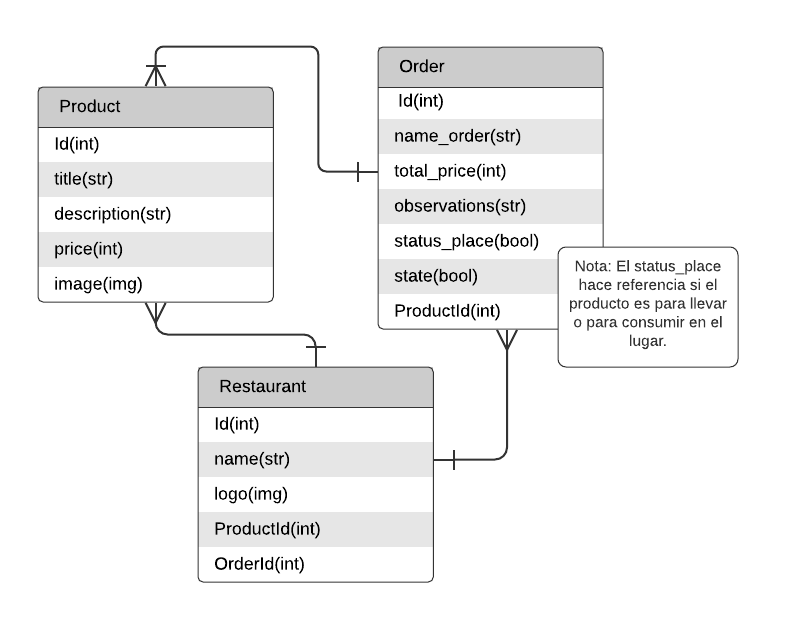 Product
Id(int)
title(str)
description(str)
price(int)
image(img)
Order
Id(int)
name_order(str)
total_price(int)
observations(str)
status_place(bool)
state(bool)
ProductId(int)
Nota: El status_place
hace referencia si el
producto es para llevar
o para consumir en el
lugar.
Restaurant
Id(int)
name(str)
logo(img)
ProductId(int)
OrderId(int)